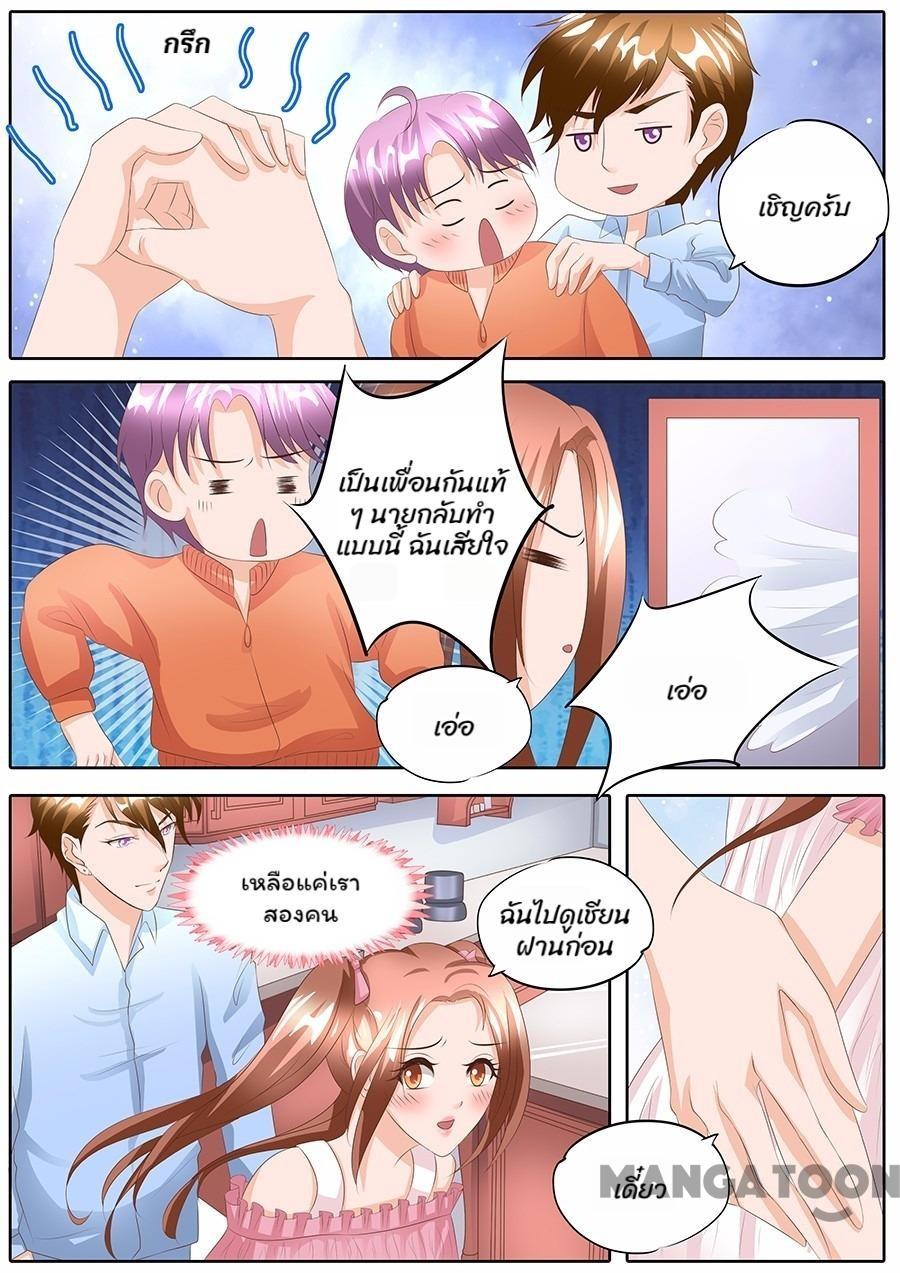 กรึก
เชิญครับ
เป็นเพื่อนกันแท้
ๆ นายกลับทำ
แบบนี้ ฉันเสียใจ
เอ่อ
เอ่อ
เหลือแค่เรา
สองคน
ฉันไปดูเชียน
ฝานก่อน
เดี๋ยว
MANGATOON